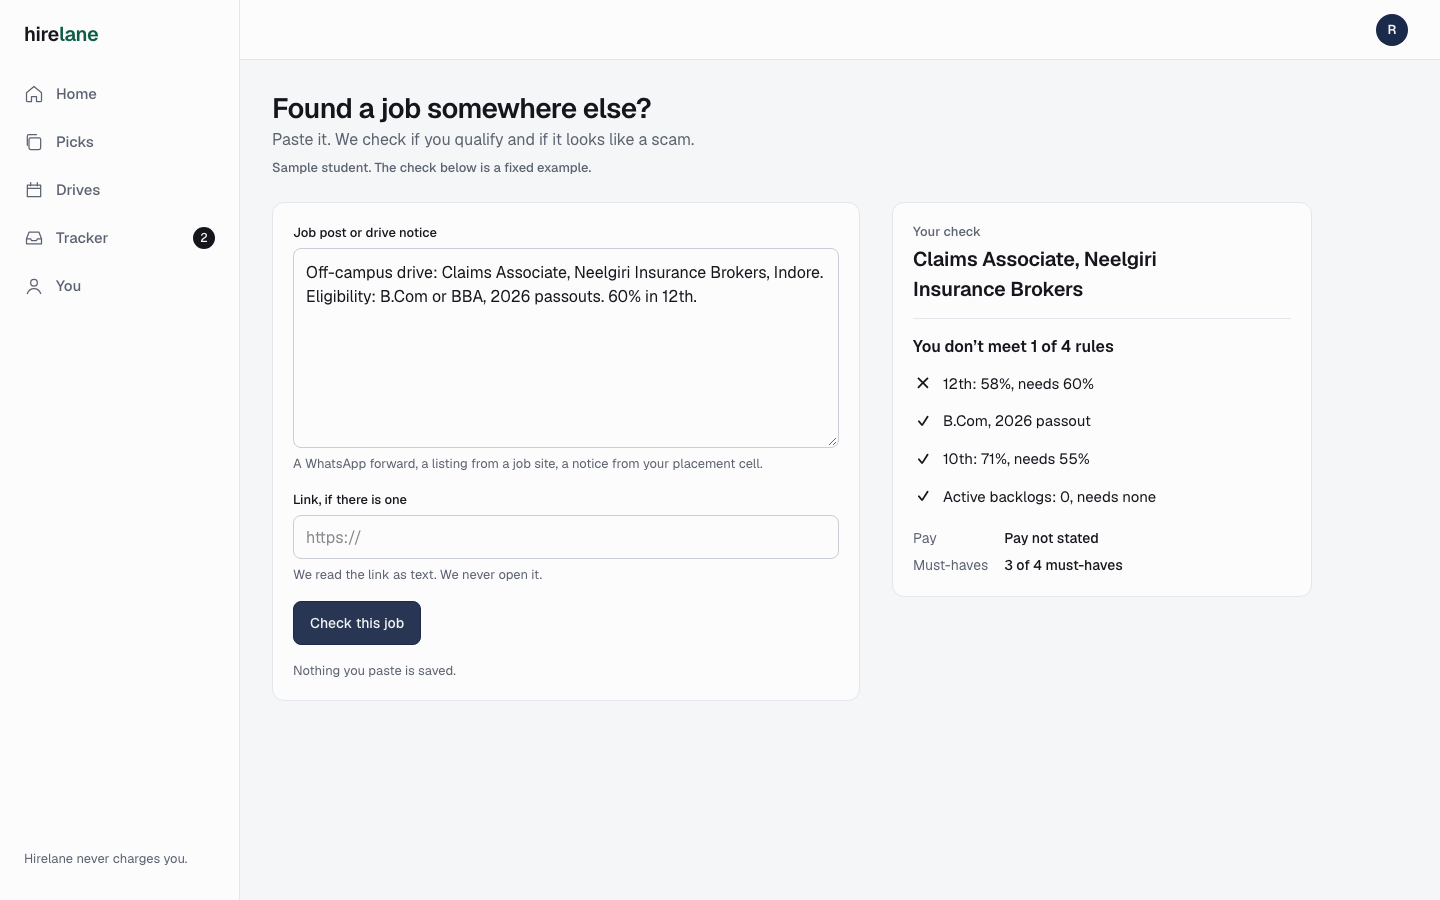 hirelane
R
Home
Picks
Drives
Tracker
2
You
Hirelane never charges you.
Found a job somewhere else?
Paste it. We check if you qualify and if it looks like a scam.
Sample student. The check below is a fixed example.
Job post or drive notice
Off-campus drive: Claims Associate, Neelgiri Insurance Brokers, Indore.
Eligibility: B.Com or BBA, 2026 passouts. 60% in 12th.
A WhatsApp forward, a listing from a job site, a notice from your placement cell.
Link, if there is one
https://
We read the link as text. We never open it.
Check this job
Nothing you paste is saved.
Your check
Claims Associate, Neelgiri
Insurance Brokers
You don’t meet 1 of 4 rules
12th: 58%, needs 60%
B.Com, 2026 passout
10th: 71%, needs 55%
Active backlogs: 0, needs none
Pay Pay not stated
Must-haves 3 of 4 must-haves